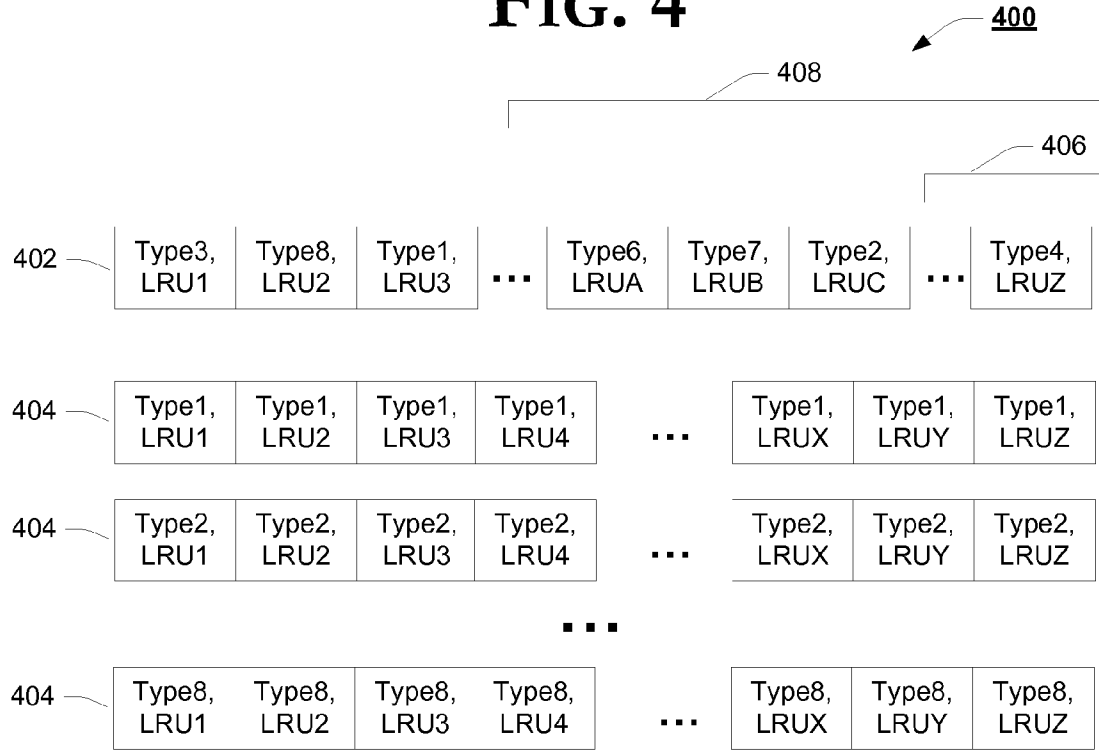 FIG. 4
400
408
406
402 Type3, Type8, Type1, Type6, Type7, Type2, Type4,
LRU1 LRU2 LRU3 ... LRUA LRUB LRUC ... LRUZ
404 Type1, Type1, Type1, Type1, Type1, Type1, Type1,
LRU1 LRU2 LRU3 LRU4 ... LRUX LRUY LRUZ
404 Type2, Type2, Type2, Type2, Type2, Type2, Type2,
LRU1 LRU2 LRU3 LRU4 ... LRUX LRUY LRUZ
...
404 Type8, Type8, Type8, Type8, Type8, Type8, Type8,
LRU1 LRU2 LRU3 LRU4 ... LRUX LRUY LRUZ